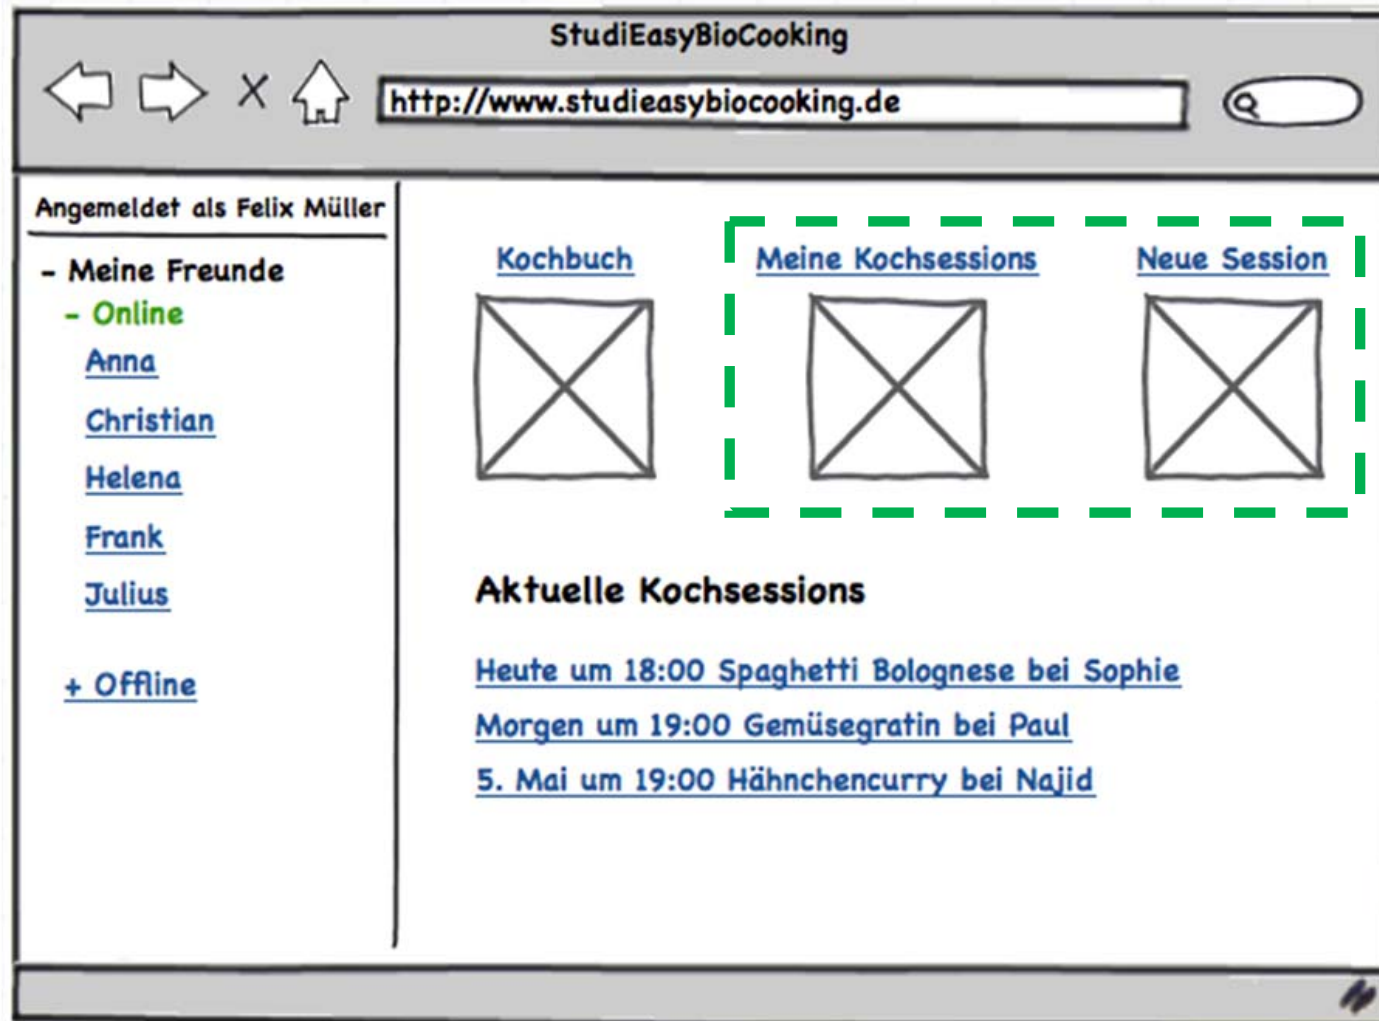 StudiEasyBioCooking
http://www.studieasybiocooking.de
Angemeldet als Felix Müller
- Meine Freunde
- Online
Anna
Christian
Helena
Frank
Julius
+ Offline
Kochbuch
Meine Kochsessions
Neue Session
Aktuelle Kochsessions
Heute um 18:00 Spaghetti Bolognese bei Sophie
Morgen um 19:00 Gemüsegratin bei Paul
5. Mai um 19:00 Hähnchencurry bei Najid